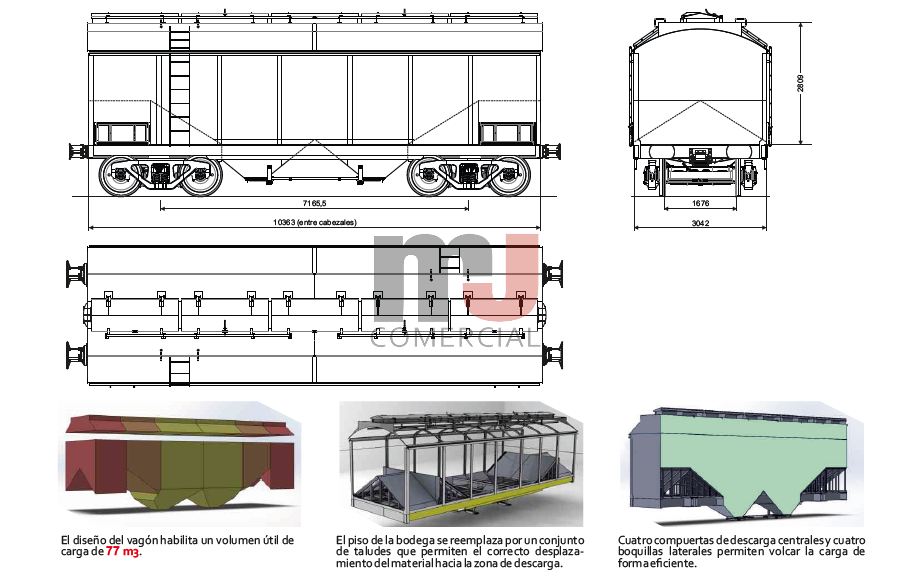 2809
7165,5
10363 (entre cabezales)
1676
3042
mJ
COMERCIAL
El diseño del vagón habilita un volumen útil de
carga de 77 m3.
El piso de la bodega se reemplaza por un conjunto
de taludes que permiten el correcto desplaza-
miento del material hacia la zona de descarga.
Cuatro compuertas de descarga centrales y cuatro
boquillas laterales permiten volcar la carga de
forma eficiente.